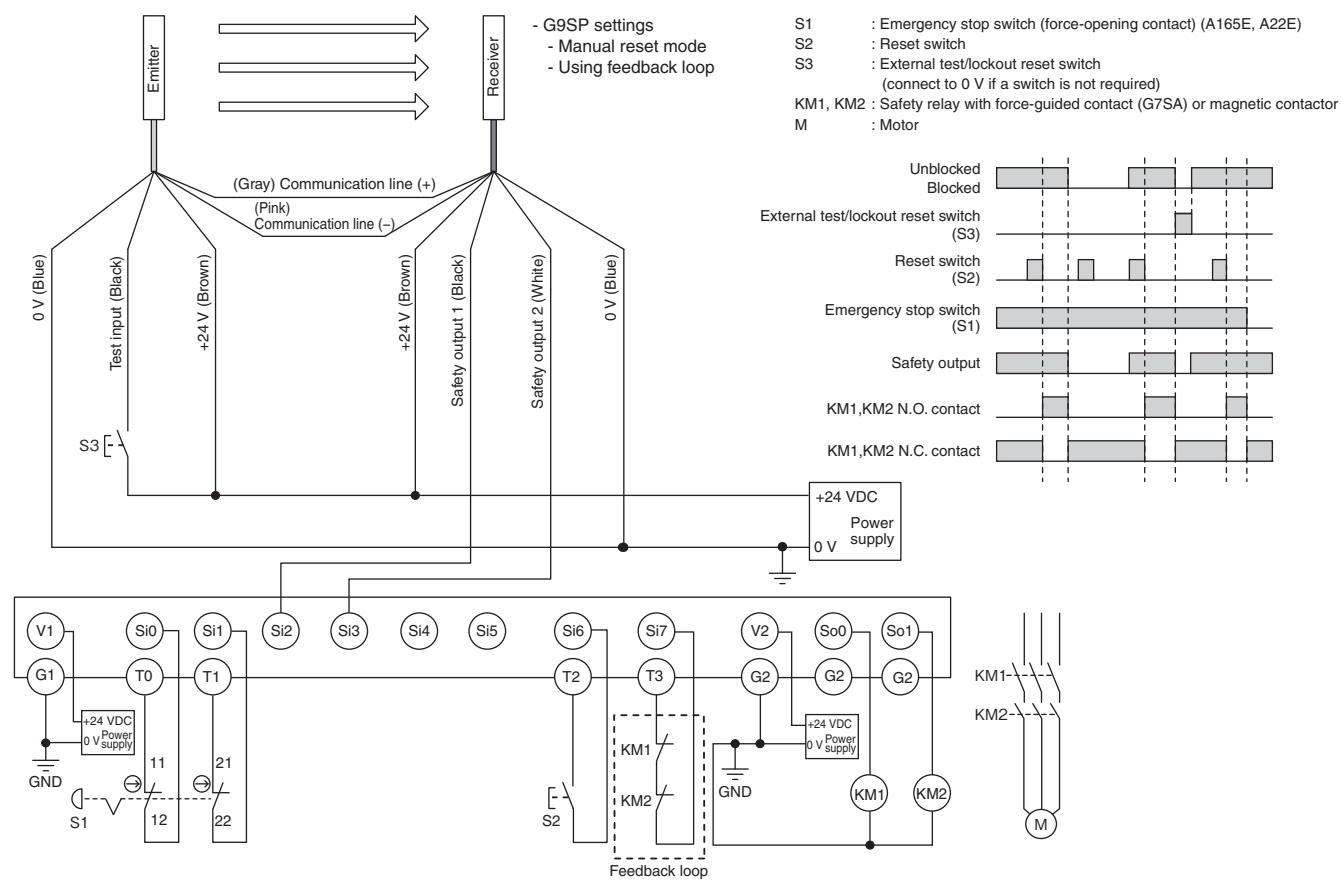 - G9SP settings
- Manual reset mode
- Using feedback loop
S1 : Emergency stop switch (force-opening contact) (A165E, A22E)
S2 : Reset switch
S3 : External test/lockout reset switch
(connect to 0 V if a switch is not required)
KM1, KM2 : Safety relay with force-guided contact (G7SA) or magnetic contactor
M : Motor
Emitter
Receiver
(Gray) Communication line (+)
(Pink)
Communication line (−)
0 V (Blue)
Test input (Black)
+24 V (Brown)
+24 V (Brown)
Safety output 1 (Black)
Safety output 2 (White)
0 V (Blue)
S3
+24 VDC
Power
supply
0 V
Unblocked
Blocked
External test/lockout reset switch
(S3)
Reset switch
(S2)
Emergency stop switch
(S1)
Safety output
KM1,KM2 N.O. contact
KM1,KM2 N.C. contact
V1
Si0
Si1
Si2
Si3
Si4
Si5
Si6
Si7
V2
So0
So1
G1
T0
T1
T2
T3
G2
G2
G2
+24 VDC
0 V Power
supply
GND
11
21
S1
12
22
S2
KM1
KM2
Feedback loop
+24 VDC
0 V Power
supply
GND
KM1
KM2
KM1
KM2
M